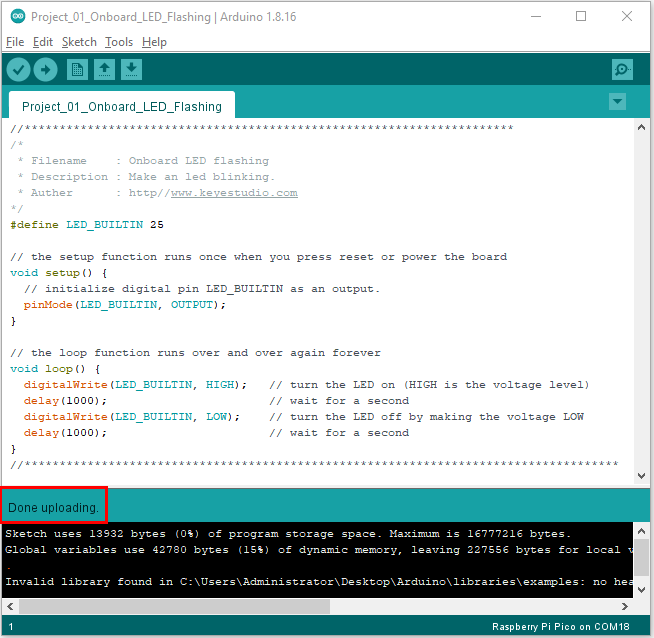 Project_01_Onboard_LED_Flashing | Arduino 1.8.16
File Edit Sketch Tools Help
Project_01_Onboard_LED_Flashing
//**********************************************************************
/*
 * Filename    : Onboard LED flashing
 * Description : Make an led blinking.
 * Auther      : http//www.keyestudio.com
*/
#define LED_BUILTIN 25
// the setup function runs once when you press reset or power the board
void setup() {
  // initialize digital pin LED_BUILTIN as an output.
  pinMode(LED_BUILTIN, OUTPUT);
}
// the loop function runs over and over again forever
void loop() {
  digitalWrite(LED_BUILTIN, HIGH);   // turn the LED on (HIGH is the voltage level)
  delay(1000);                       // wait for a second
  digitalWrite(LED_BUILTIN, LOW);    // turn the LED off by making the voltage LOW
  delay(1000);                       // wait for a second
}
//*************************************************************************************
Done uploading.
Sketch uses 13932 bytes (0%) of program storage space. Maximum is 16777216 bytes.
Global variables use 42780 bytes (15%) of dynamic memory, leaving 227556 bytes for local v
.
Invalid library found in C:\Users\Administrator\Desktop\Arduino\libraries\examples: no hea
1 Raspberry Pi Pico on COM18